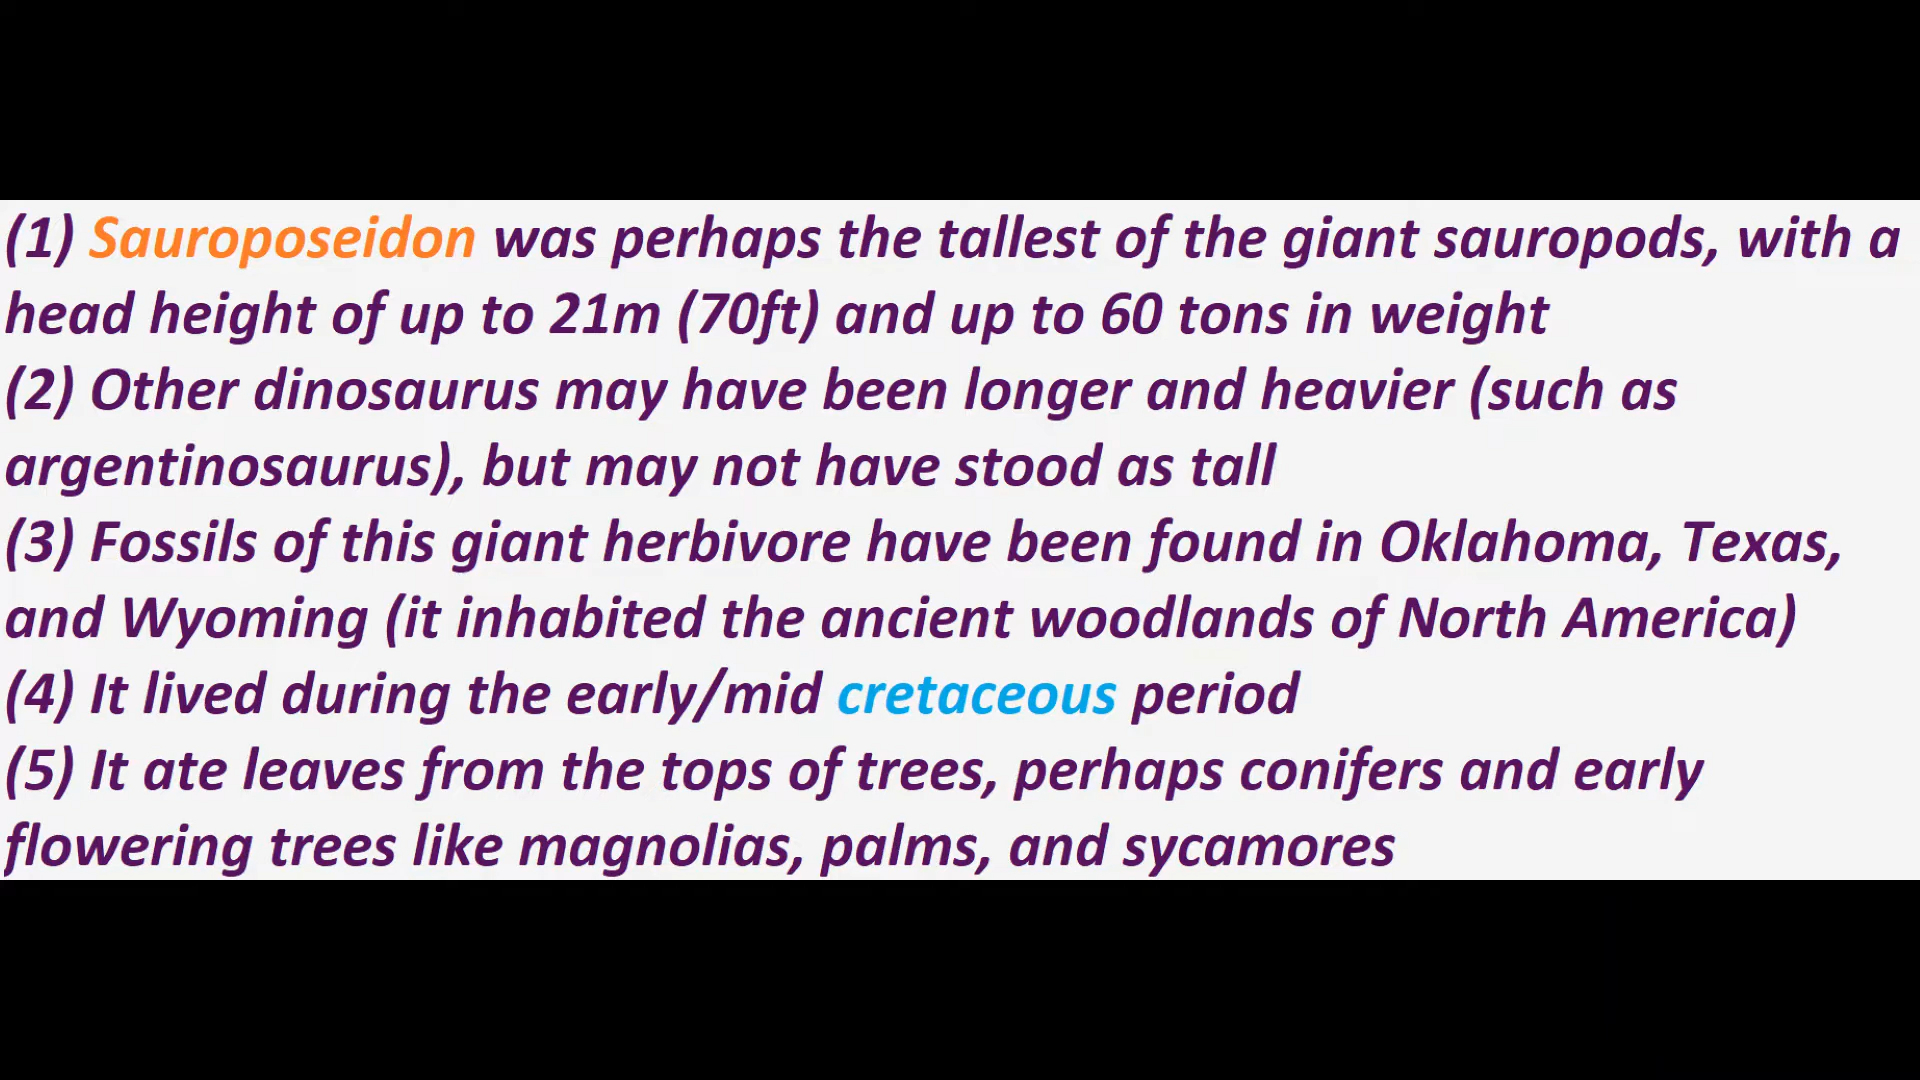 (1) Sauroposeidon was perhaps the tallest of the giant sauropods, with a
head height of up to 21m (70ft) and up to 60 tons in weight
(2) Other dinosaurus may have been longer and heavier (such as
argentinosaurus), but may not have stood as tall
(3) Fossils of this giant herbivore have been found in Oklahoma, Texas,
and Wyoming (it inhabited the ancient woodlands of North America)
(4) It lived during the early/mid cretaceous period
(5) It ate leaves from the tops of trees, perhaps conifers and early
flowering trees like magnolias, palms, and sycamores